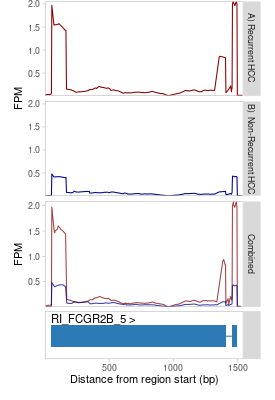 2.0
1.5
1.0
0.5
FPM
A) Recurrent HCC
2.0
1.5
1.0
0.5
B) Non-Recurrent HCC
2.0
1.5
1.0
0.5
FPM
Combined
RI_FCGR2B_5 >
500
1000
1500
Distance from region start (bp)